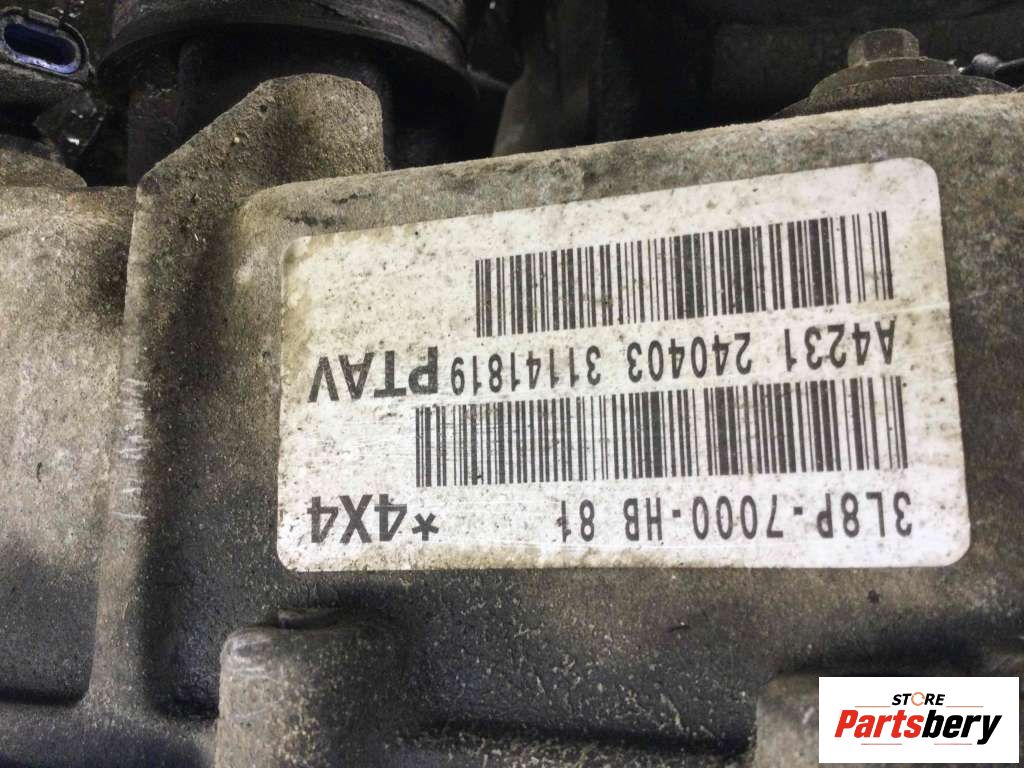 3L8P-7000-HB 81 *4X4
A4231 240403 31141819 PTAV
STORE
Partsbery